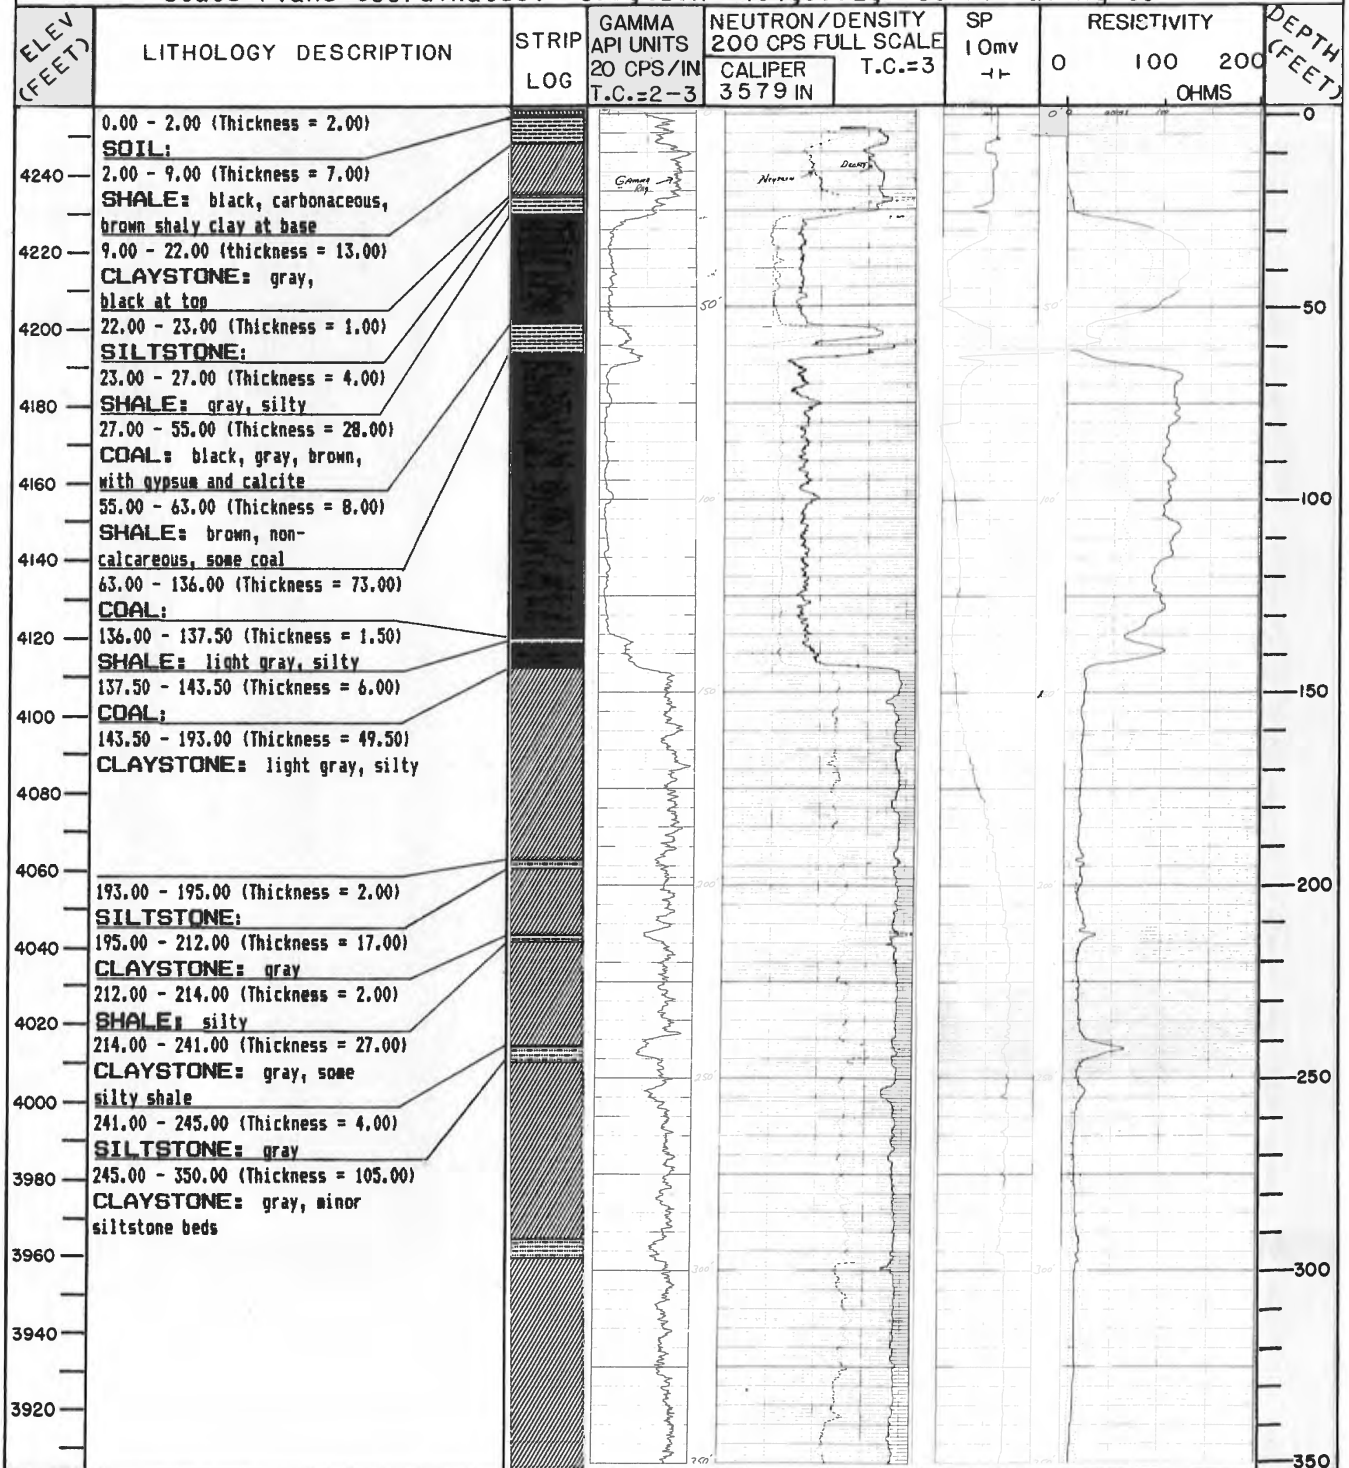 ELEV
(FEET)
LITHOLOGY DESCRIPTION
STRIP
LOG
GAMMA
API UNITS
20 CPS/IN
T.C.=2-3
NEUTRON/DENSITY
200 CPS FULL SCALE
CALIPER
3579 IN
T.C.=3
SP
10mv
RESISTIVITY
0 100 200
OHMS
DEPTH
(FEET)
0.00 - 2.00 (Thickness = 2.00)
SOIL:
2.00 - 9.00 (Thickness = 7.00)
SHALE: black, carbonaceous,
brown shaly clay at base
9.00 - 22.00 (thickness = 13.00)
CLAYSTONE: gray,
black at top
22.00 - 23.00 (Thickness = 1.00)
SILTSTONE:
23.00 - 27.00 (Thickness = 4.00)
SHALE: gray, silty
27.00 - 55.00 (Thickness = 28.00)
COAL: black, gray, brown,
with gypsum and calcite
55.00 - 63.00 (Thickness = 8.00)
SHALE: brown, non-
calcareous, some coal
63.00 - 136.00 (Thickness = 73.00)
COAL:
136.00 - 137.50 (Thickness = 1.50)
SHALE: light gray, silty
137.50 - 143.50 (Thickness = 6.00)
COAL:
143.50 - 193.00 (Thickness = 49.50)
CLAYSTONE: light gray, silty
193.00 - 195.00 (Thickness = 2.00)
SILTSTONE:
195.00 - 212.00 (Thickness = 17.00)
CLAYSTONE: gray
212.00 - 214.00 (Thickness = 2.00)
SHALE: silty
214.00 - 241.00 (Thickness = 27.00)
CLAYSTONE: gray, some
silty shale
241.00 - 245.00 (Thickness = 4.00)
SILTSTONE: gray
245.00 - 350.00 (Thickness = 105.00)
CLAYSTONE: gray, minor
siltstone beds
4240
4220
4200
4180
4160
4140
4120
4100
4080
4060
4040
4020
4000
3980
3960
3940
3920
Gamma
Ray
Neutron
Density
50'
100'
150'
200'
250'
300'
350'
0
50
100
150
200
250
300
350